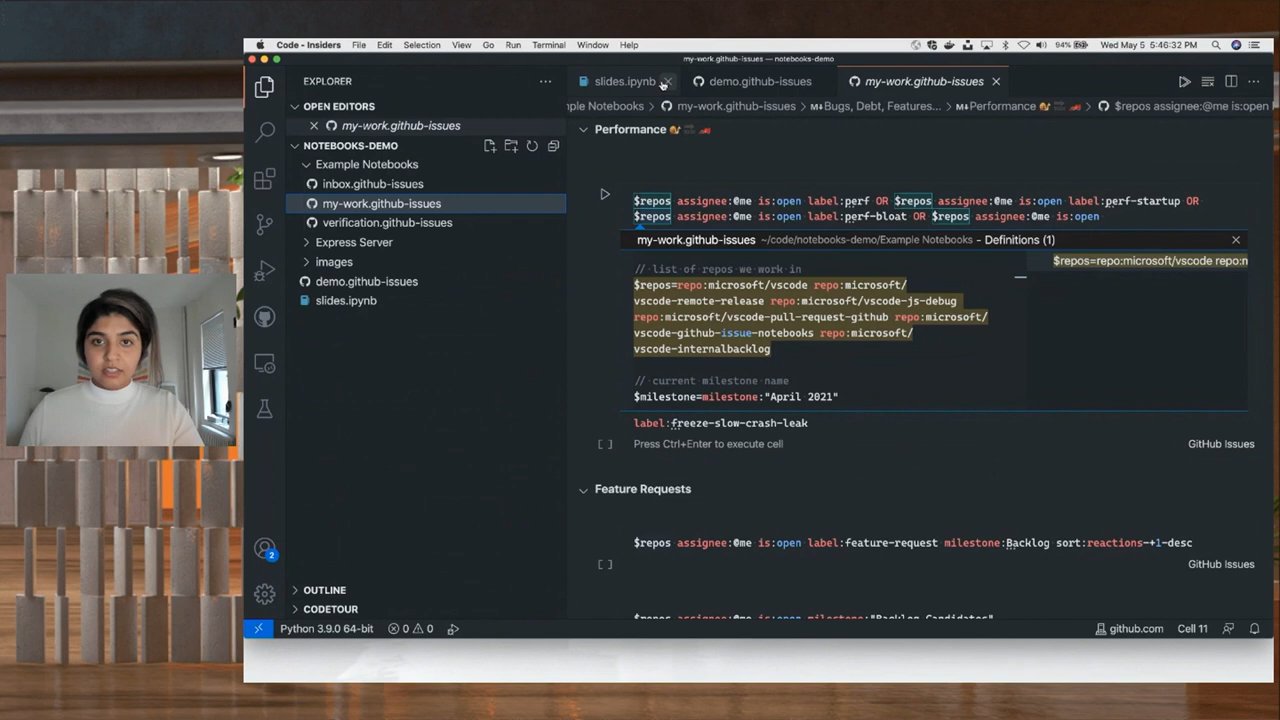 Code - Insiders File Edit Selection View Go Run Terminal Window Help
94% Wed May 5 5:46:32 PM
my-work.github-issues — notebooks-demo
EXPLORER
OPEN EDITORS
my-work.github-issues
NOTEBOOKS-DEMO
Example Notebooks
inbox.github-issues
my-work.github-issues
verification.github-issues
Express Server
images
demo.github-issues
slides.ipynb
OUTLINE
CODETOUR
2
slides.ipynb demo.github-issues my-work.github-issues
ple Notebooks > my-work.github-issues > M↓Bugs, Debt, Features... > M↓Performance > $repos assignee:@me is:open
Performance
$repos assignee:@me is:open label:perf OR $repos assignee:@me is:open label:perf-startup OR
$repos assignee:@me is:open label:perf-bloat OR $repos assignee:@me is:open
my-work.github-issues ~/code/notebooks-demo/Example Notebooks - Definitions (1)
// list of repos we work in
$repos=repo:microsoft/vscode repo:microsoft/
vscode-remote-release repo:microsoft/vscode-js-debug
repo:microsoft/vscode-pull-request-github repo:microsoft/
vscode-github-issue-notebooks repo:microsoft/
vscode-internalbacklog
// current milestone name
$milestone=milestone:"April 2021"
$repos=repo:microsoft/vscode repo:n
label:freeze-slow-crash-leak
[ ] Press Ctrl+Enter to execute cell GitHub Issues
Feature Requests
$repos assignee:@me is:open label:feature-request milestone:Backlog sort:reactions-+1-desc
[ ] GitHub Issues
$repos assignee:@me is:open milestone:"Backlog Candidates"
Python 3.9.0 64-bit 0 0 github.com Cell 11